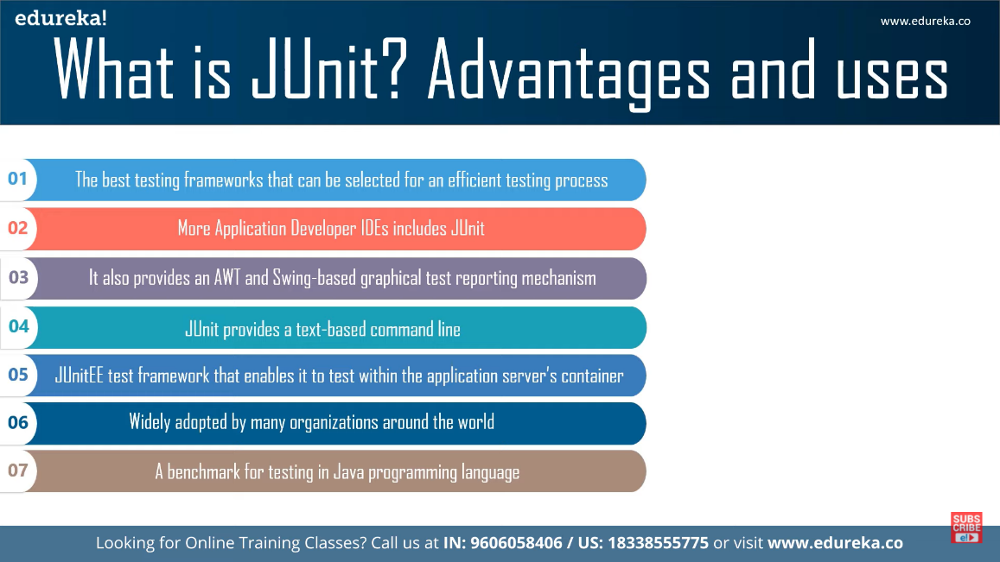 edureka!
www.edureka.co
What is JUnit? Advantages and uses
01 The best testing frameworks that can be selected for an efficient testing process
02 More Application Developer IDEs includes JUnit
03 It also provides an AWT and Swing-based graphical test reporting mechanism
04 JUnit provides a text-based command line
05 JUnitEE test framework that enables it to test within the application server's container
06 Widely adopted by many organizations around the world
07 A benchmark for testing in Java programming language
SUBS
CRIBE
e!
Looking for Online Training Classes? Call us at IN: 9606058406 / US: 18338555775 or visit www.edureka.co